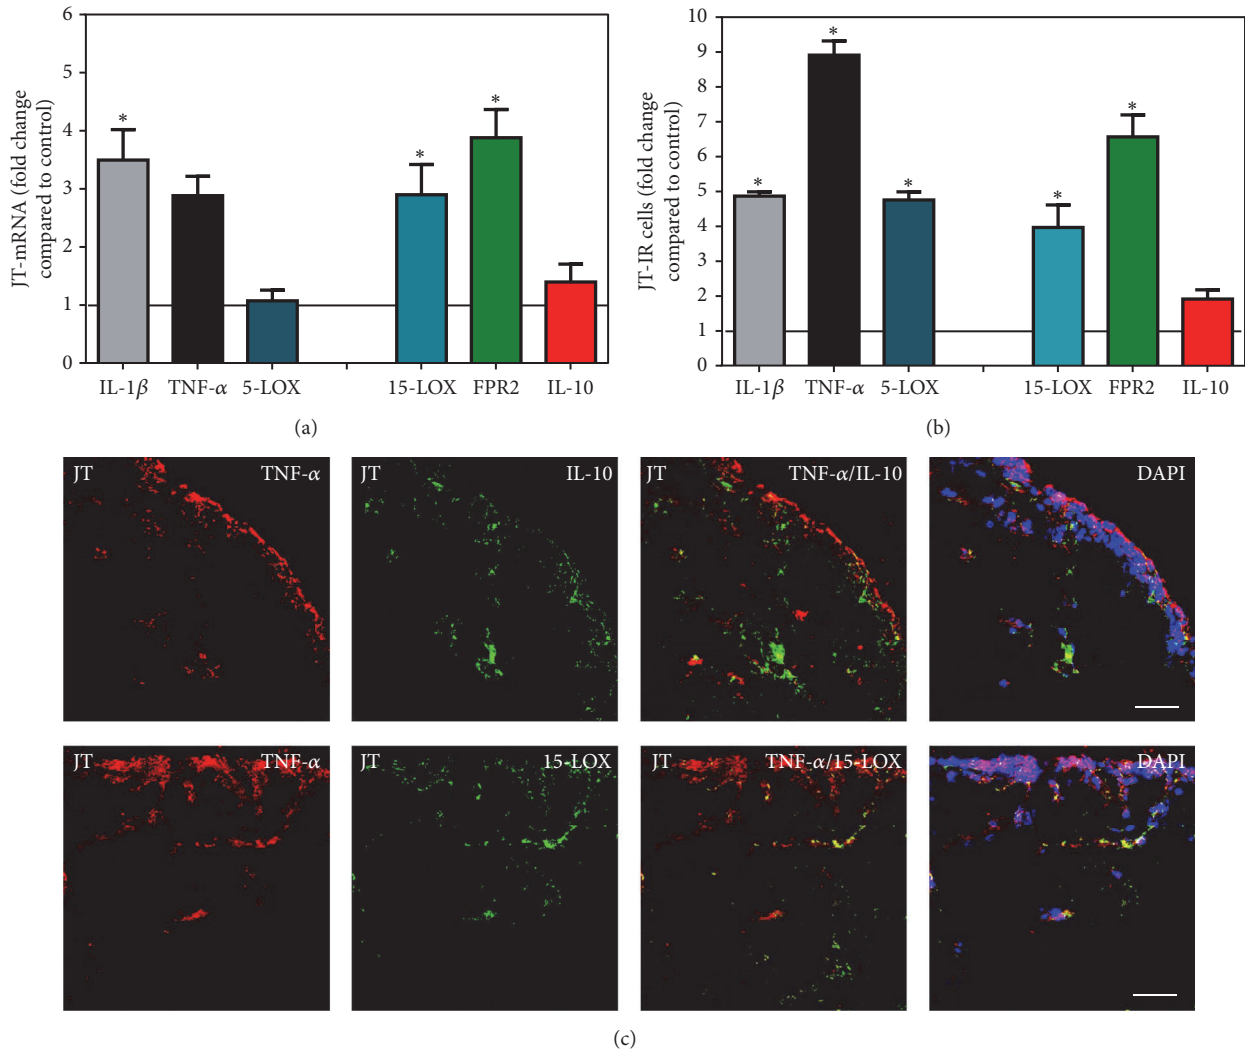 JT-mRNA (fold change
compared to control)
6
5
4
3
2
1
0
*
*
*
IL-1β TNF-α 5-LOX 15-LOX FPR2 IL-10
(a)
JT-IR cells (fold change
compared to control)
10
9
8
7
6
5
4
3
2
1
0
*
*
*
*
*
IL-1β TNF-α 5-LOX 15-LOX FPR2 IL-10
(b)
JT TNF-α
JT IL-10
JT TNF-α/IL-10
DAPI
JT TNF-α
JT 15-LOX
JT TNF-α/15-LOX
DAPI
(c)